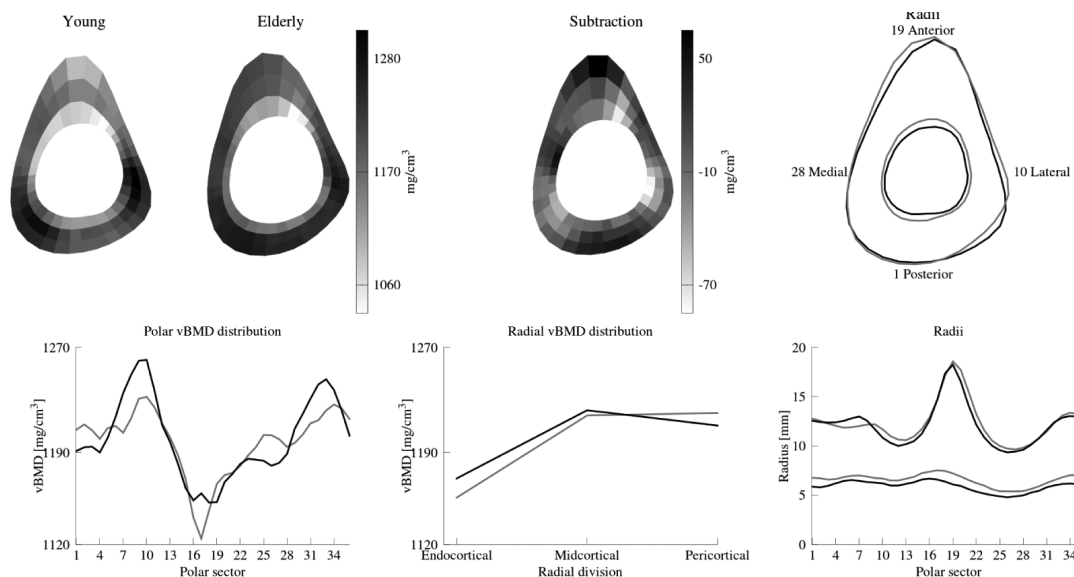 Young
Elderly
1280
1170
1060
mg/cm3
Subtraction
50
-10
-70
mg/cm3
Radii
19 Anterior
28 Medial
10 Lateral
1 Posterior
Polar vBMD distribution
1270
1190
1120
vBMD [mg/cm3]
1 4 7 10 13 16 19 22 25 28 31 34
Polar sector
Radial vBMD distribution
1270
1190
1120
vBMD [mg/cm3]
Endocortical Midcortical Pericortical
Radial division
Radii
20
15
10
5
0
Radius [mm]
1 4 7 10 13 16 19 22 25 28 31 34
Polar sector